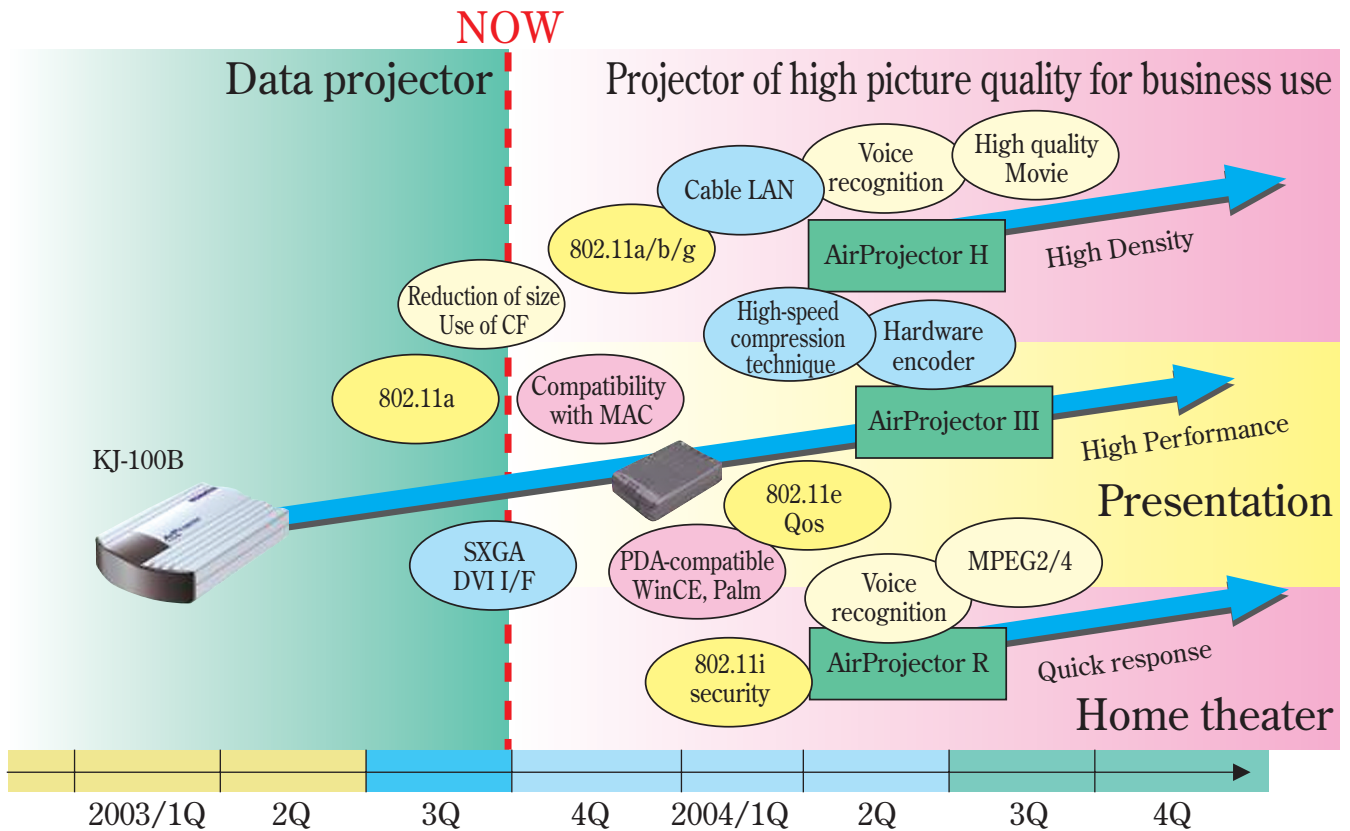 NOW
Data projector
Projector of high picture quality for business use
High quality
Movie
Voice
recognition
Cable LAN
802.11a/b/g
AirProjector H
High Density
Reduction of size
Use of CF
High-speed
compression
technique
Hardware
encoder
802.11a
Compatibility
with MAC
AirProjector III
High Performance
KJ-100B
AirProjector
802.11e
Qos
Presentation
SXGA
DVI I/F
PDA-compatible
WinCE, Palm
Voice
recognition
MPEG2/4
802.11i
security
AirProjector R
Quick response
Home theater
2003/1Q
2Q
3Q
4Q
2004/1Q
2Q
3Q
4Q